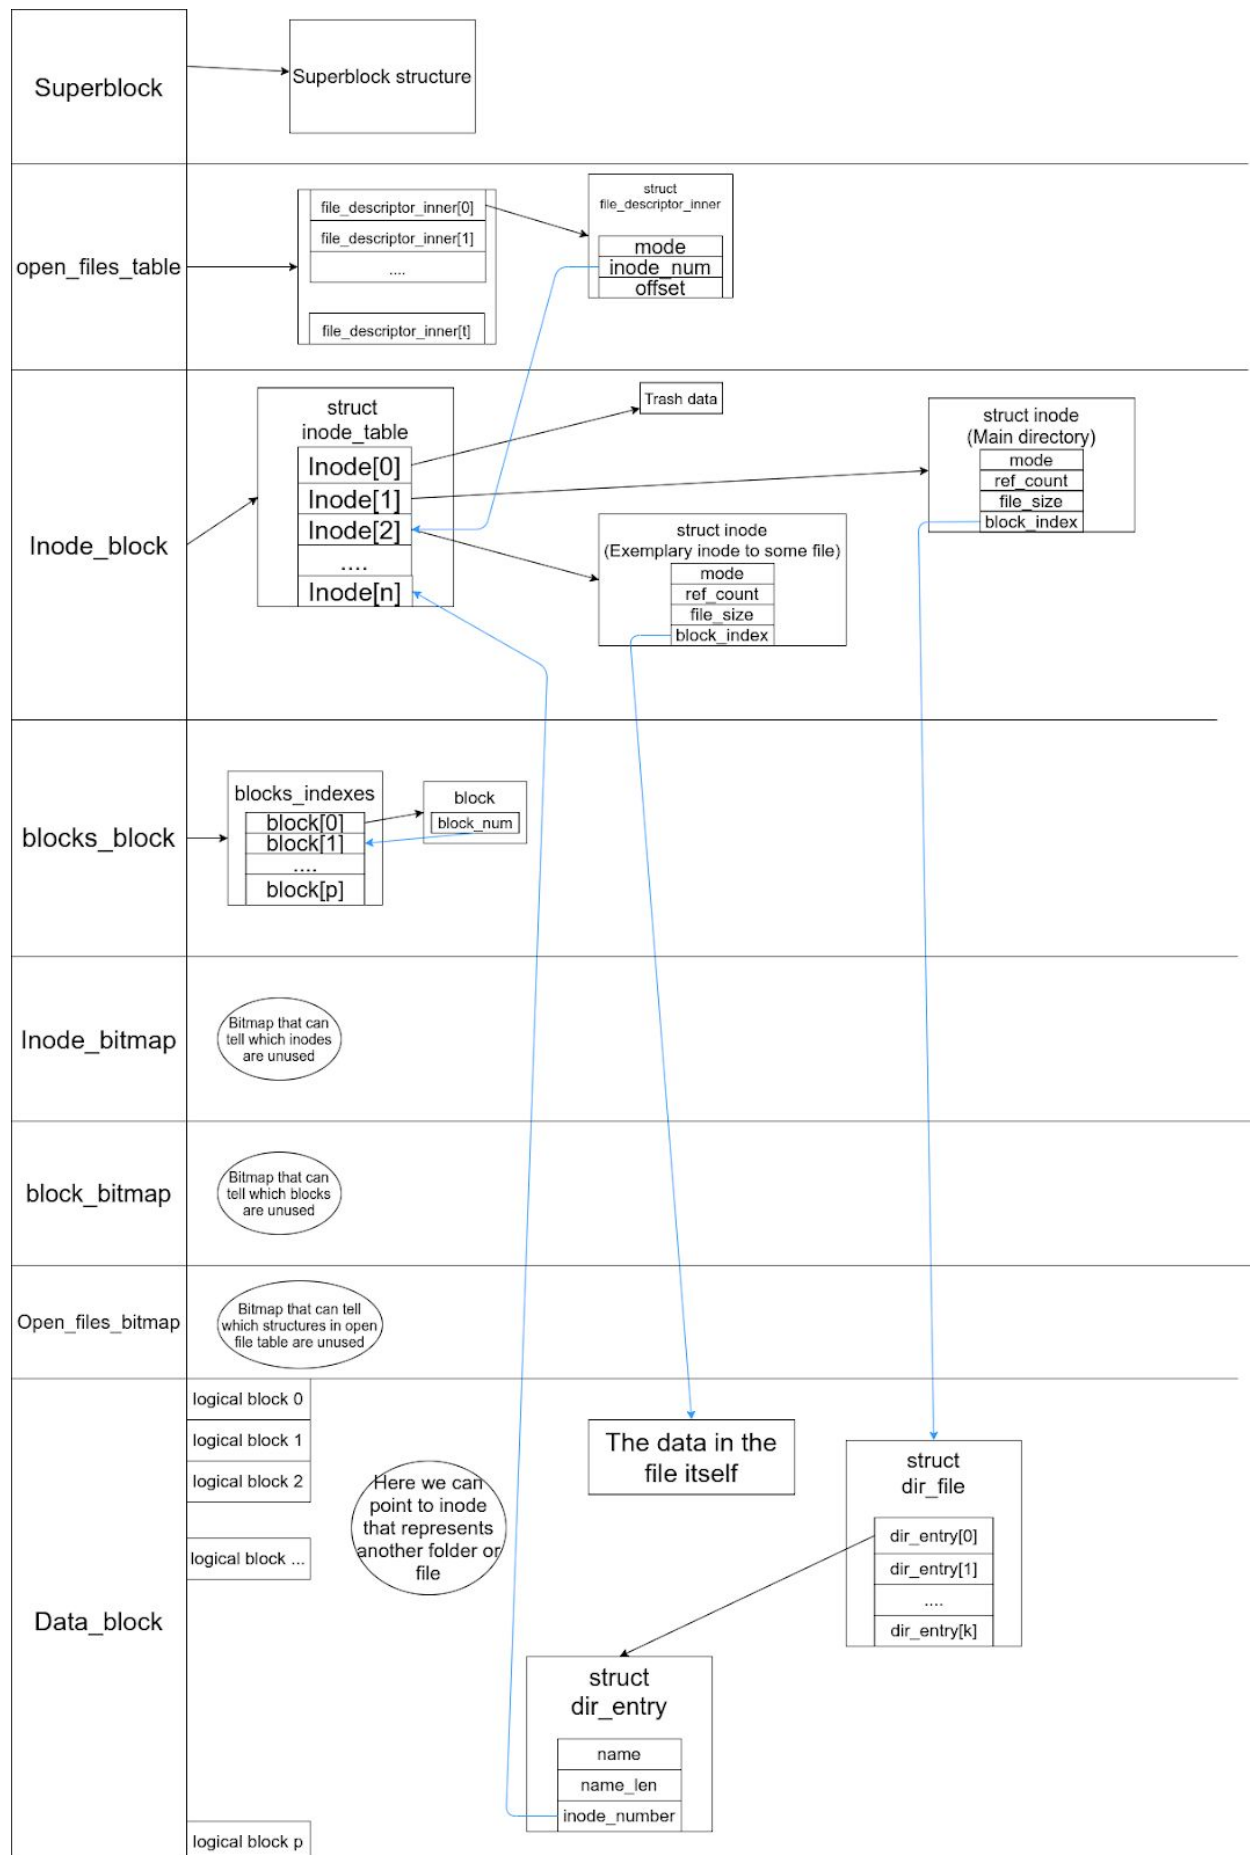 Superblock
Superblock structure
open_files_table
file_descriptor_inner[0]
file_descriptor_inner[1]
....
file_descriptor_inner[t]
struct
file_descriptor_inner
mode
inode_num
offset
Inode_block
struct
inode_table
Inode[0]
Inode[1]
Inode[2]
....
Inode[n]
Trash data
struct inode
(Main directory)
mode
ref_count
file_size
block_index
struct inode
(Exemplary inode to some file)
mode
ref_count
file_size
block_index
blocks_block
blocks_indexes
block[0]
block[1]
....
block[p]
block
block_num
Inode_bitmap
Bitmap that can
tell which inodes
are unused
block_bitmap
Bitmap that can
tell which blocks
are unused
Open_files_bitmap
Bitmap that can tell
which structures in open
file table are unused
Data_block
logical block 0
logical block 1
logical block 2
logical block ...
logical block p
Here we can
point to inode
that represents
another folder or
file
The data in the
file itself
struct
dir_file
dir_entry[0]
dir_entry[1]
....
dir_entry[k]
struct
dir_entry
name
name_len
inode_number